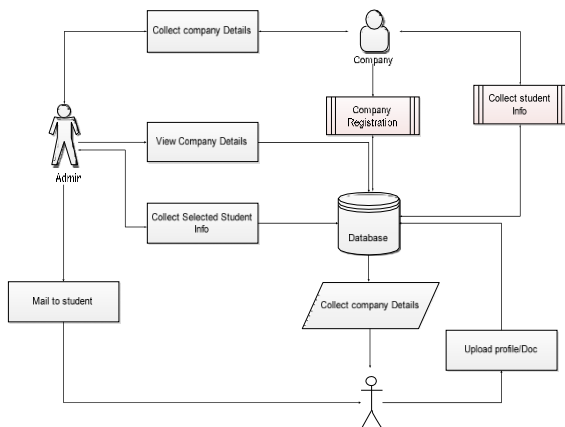 Collect company Details
Company
Company
Registration
Collect student
Info
View Company Details
Admin
Collect Selected Student
Info
Database
Mail to student
Collect company Details
Upload profile/Doc